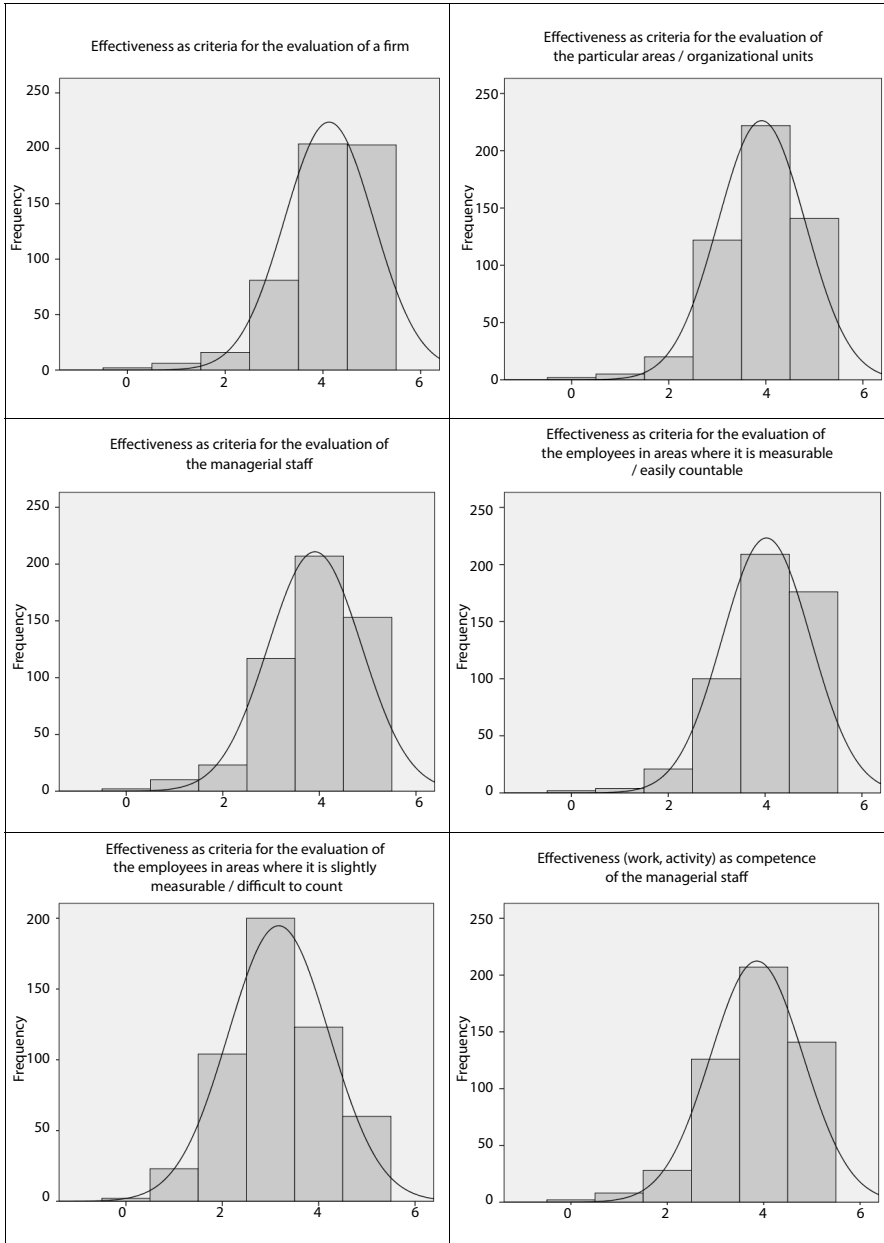 Effectiveness as criteria for the evaluation of a firm
250
200
150
100
50
0
Frequency
0 2 4 6
Effectiveness as criteria for the evaluation of
the particular areas / organizational units
250
200
150
100
50
0
Frequency
0 2 4 6
Effectiveness as criteria for the evaluation of
the managerial staff
250
200
150
100
50
0
Frequency
0 2 4 6
Effectiveness as criteria for the evaluation of
the employees in areas where it is measurable
/ easily countable
250
200
150
100
50
0
Frequency
0 2 4 6
Effectiveness as criteria for the evaluation of
the employees in areas where it is slightly
measurable / difficult to count
200
150
100
50
0
Frequency
0 2 4 6
Effectiveness (work, activity) as competence
of the managerial staff
250
200
150
100
50
0
Frequency
0 2 4 6